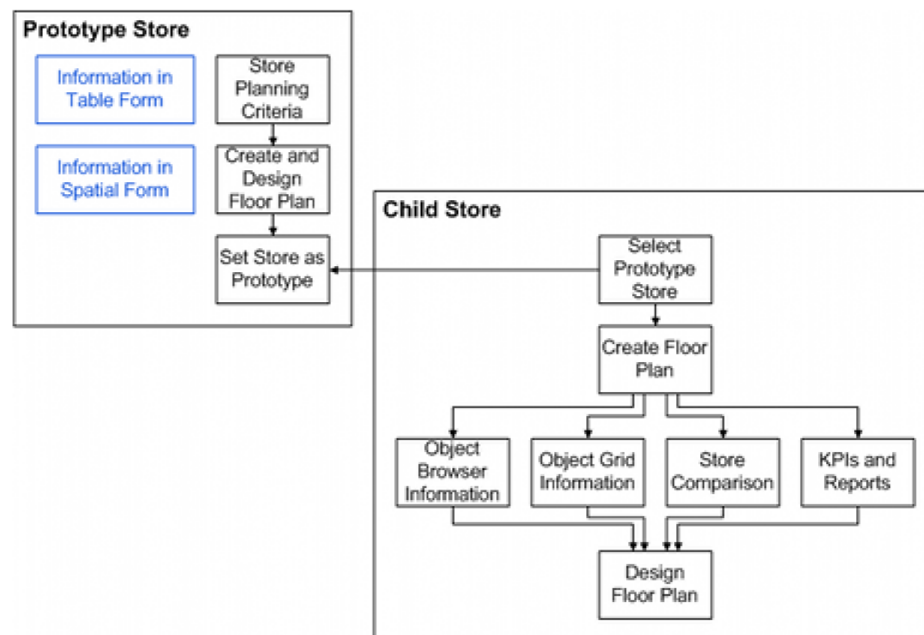 Prototype Store
Information in
Table Form
Store
Planning
Criteria
Information in
Spatial Form
Create and
Design
Floor Plan
Set Store as
Prototype
Child Store
Select
Prototype
Store
Create Floor
Plan
Object
Browser
Information
Object Grid
Information
Store
Comparison
KPIs and
Reports
Design
Floor Plan